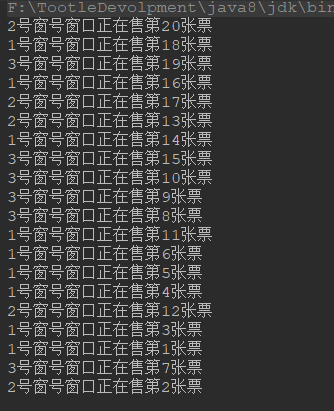 F:\TootleDevolpment\java8\jdk\bin
2号窗号窗口正在售第20张票
1号窗号窗口正在售第18张票
3号窗号窗口正在售第19张票
1号窗号窗口正在售第16张票
2号窗号窗口正在售第17张票
2号窗号窗口正在售第13张票
1号窗号窗口正在售第14张票
3号窗号窗口正在售第15张票
3号窗号窗口正在售第10张票
3号窗号窗口正在售第9张票
3号窗号窗口正在售第8张票
1号窗号窗口正在售第11张票
1号窗号窗口正在售第6张票
1号窗号窗口正在售第5张票
1号窗号窗口正在售第4张票
2号窗号窗口正在售第12张票
1号窗号窗口正在售第3张票
1号窗号窗口正在售第1张票
3号窗号窗口正在售第7张票
2号窗号窗口正在售第2张票